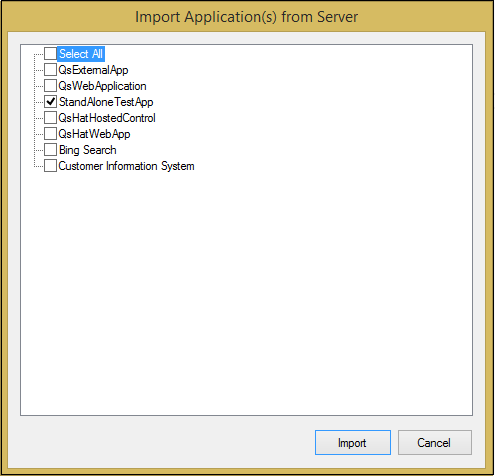 Import Application(s) from Server
Select All
QsExternalApp
QsWebApplication
StandAloneTestApp
QsHatHostedControl
QsHatWebApp
Bing Search
Customer Information System
Import
Cancel